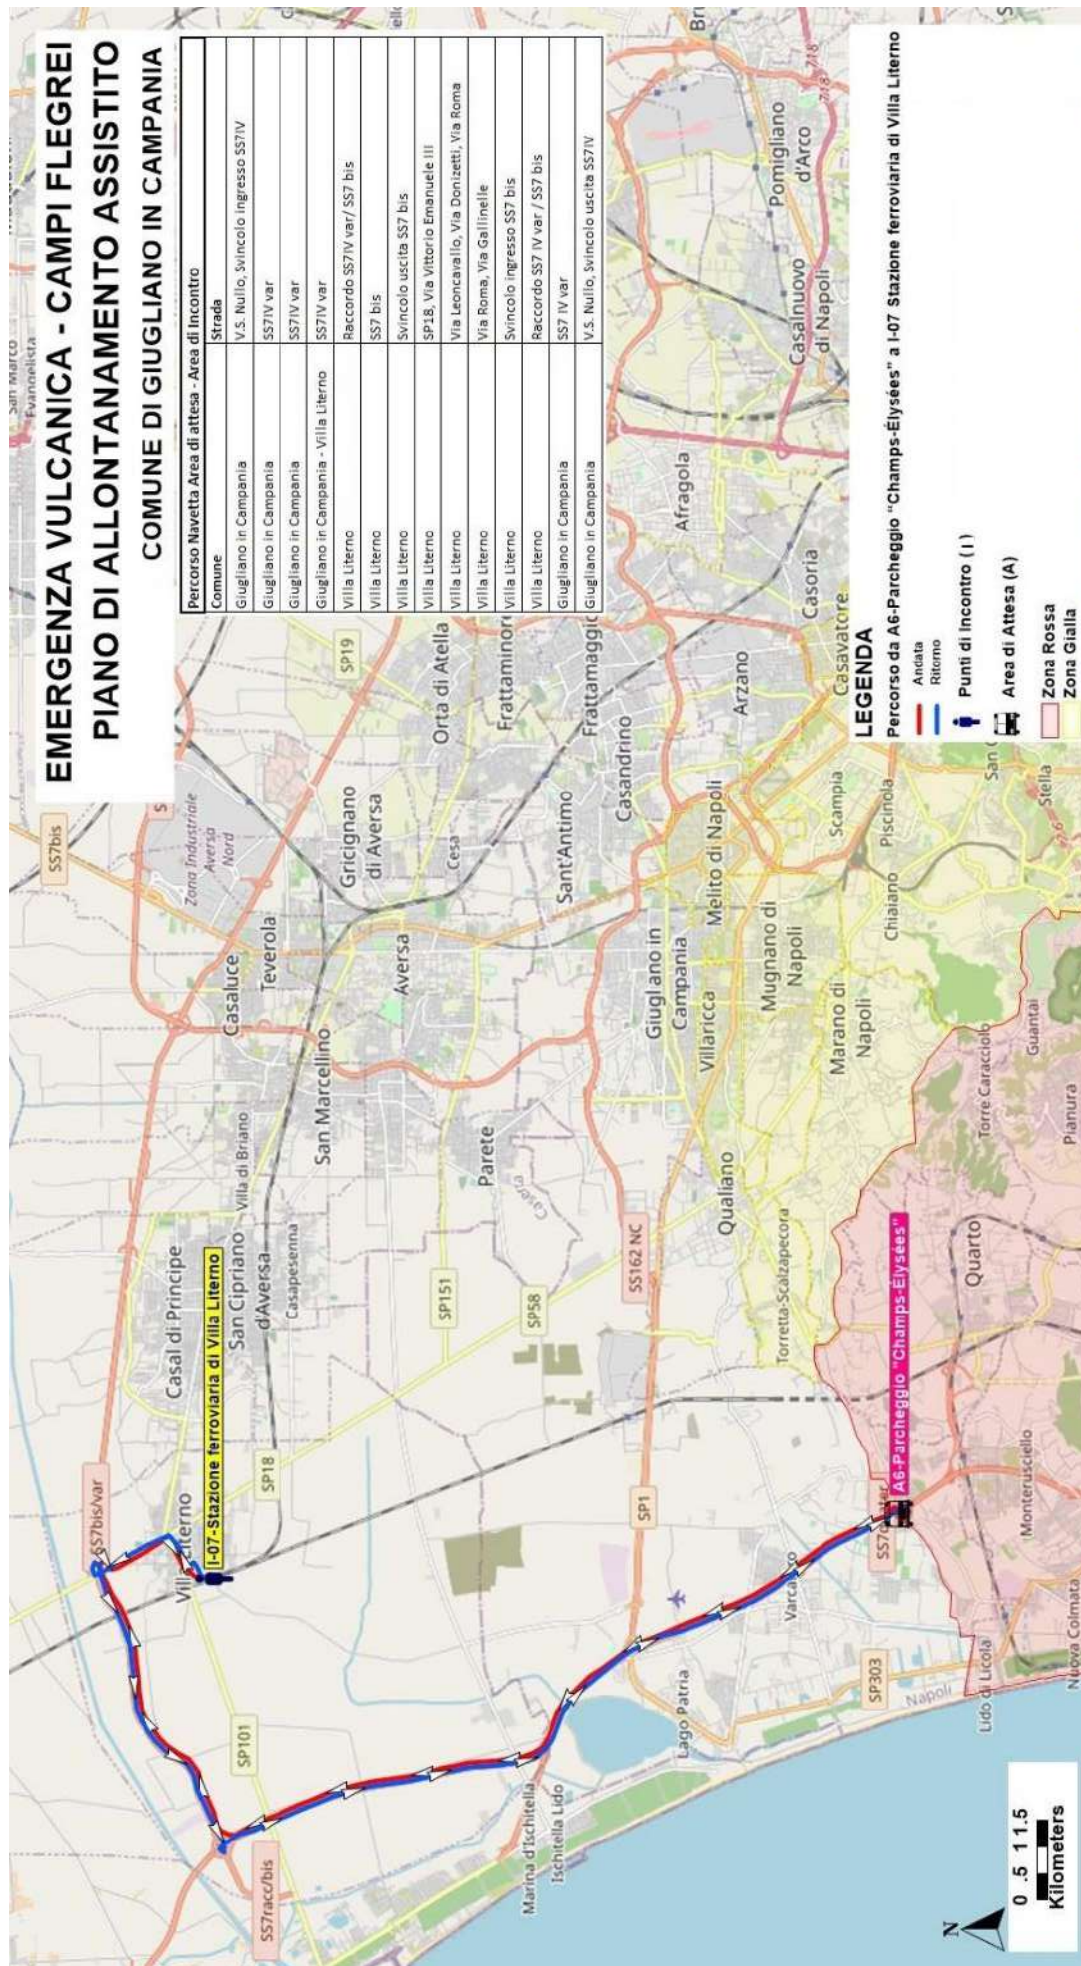 EMERGENZA VULCANICA - CAMPI FLEGREI
PIANO DI ALLONTANAMENTO ASSISTITO
COMUNE DI GIUGLIANO IN CAMPANIA
Percorso Navetta Area di attesa - Area di Incontro
Comune Strada
Giugliano in Campania V.S. Nullo, Svincolo ingresso SS7IV
Giugliano in Campania SS7IV var
Giugliano in Campania SS7IV var
Giugliano in Campania - Villa Literno SS7IV var
Villa Literno Raccordo SS7IV var/ SS7 bis
Villa Literno SS7 bis
Villa Literno Svincolo uscita SS7 bis
Villa Literno SP18, Via Vittorio Emanuele III
Villa Literno Via Leoncavallo, Via Donizetti, Via Roma
Villa Literno Via Roma, Via Gallinelle
Villa Literno Svincolo ingresso SS7 bis
Villa Literno Raccordo SS7 IV var / SS7 bis
Giugliano in Campania SS7 IV var
Giugliano in Campania V.S. Nullo, Svincolo uscita SS7IV
San Marco
Evangelista
SS7bis
Zona Industriale
Aversa
Nord
SS7bis/var
Casal di Principe
Villa di Briano
Casaluce
Teverola
I-07-Stazione ferroviaria di Villa Literno
San Cipriano
d'Aversa
Casapesenna
San Marcellino
Gricignano
di Aversa
SP19
SP18
SP101
SS7racc/bis
Aversa
Cesa
Orta di Atella
SP151
Parete
Caserta
Sant'Antimo
Frattaminore
SP58
Frattamaggio
Casandrino
Marina d'Ischitella
Ischitella Lido
SP1
SS162 NC
Giugliano in
Campania
Villaricca
Qualiano
Melito di Napoli
Arzano
Afragola
Casoria
Casavatore
Casalnuovo
di Napoli
Pomigliano
d'Arco
718
718
Lago Patria
Torretta-Scalzapecora
Mugnano di
Napoli
Marano di
Napoli
Scampia
Piscinola
Chiaiano
SP303
Napoli
A6-Parcheggio "Champs-Élysées"
Quarto
Torre Caracciolo
Guantai
Pianura
Stella
Lido di Licola
Monterusciello
Nuova Colmata
LEGENDA
Percorso da A6-Parcheggio "Champs-Élysées" a I-07 Stazione ferroviaria di Villa Literno
Andata
Ritorno
Punti di Incontro ( I )
Area di Attesa (A)
Zona Rossa
Zona Gialla
N
0 .5 1 1.5
Kilometers